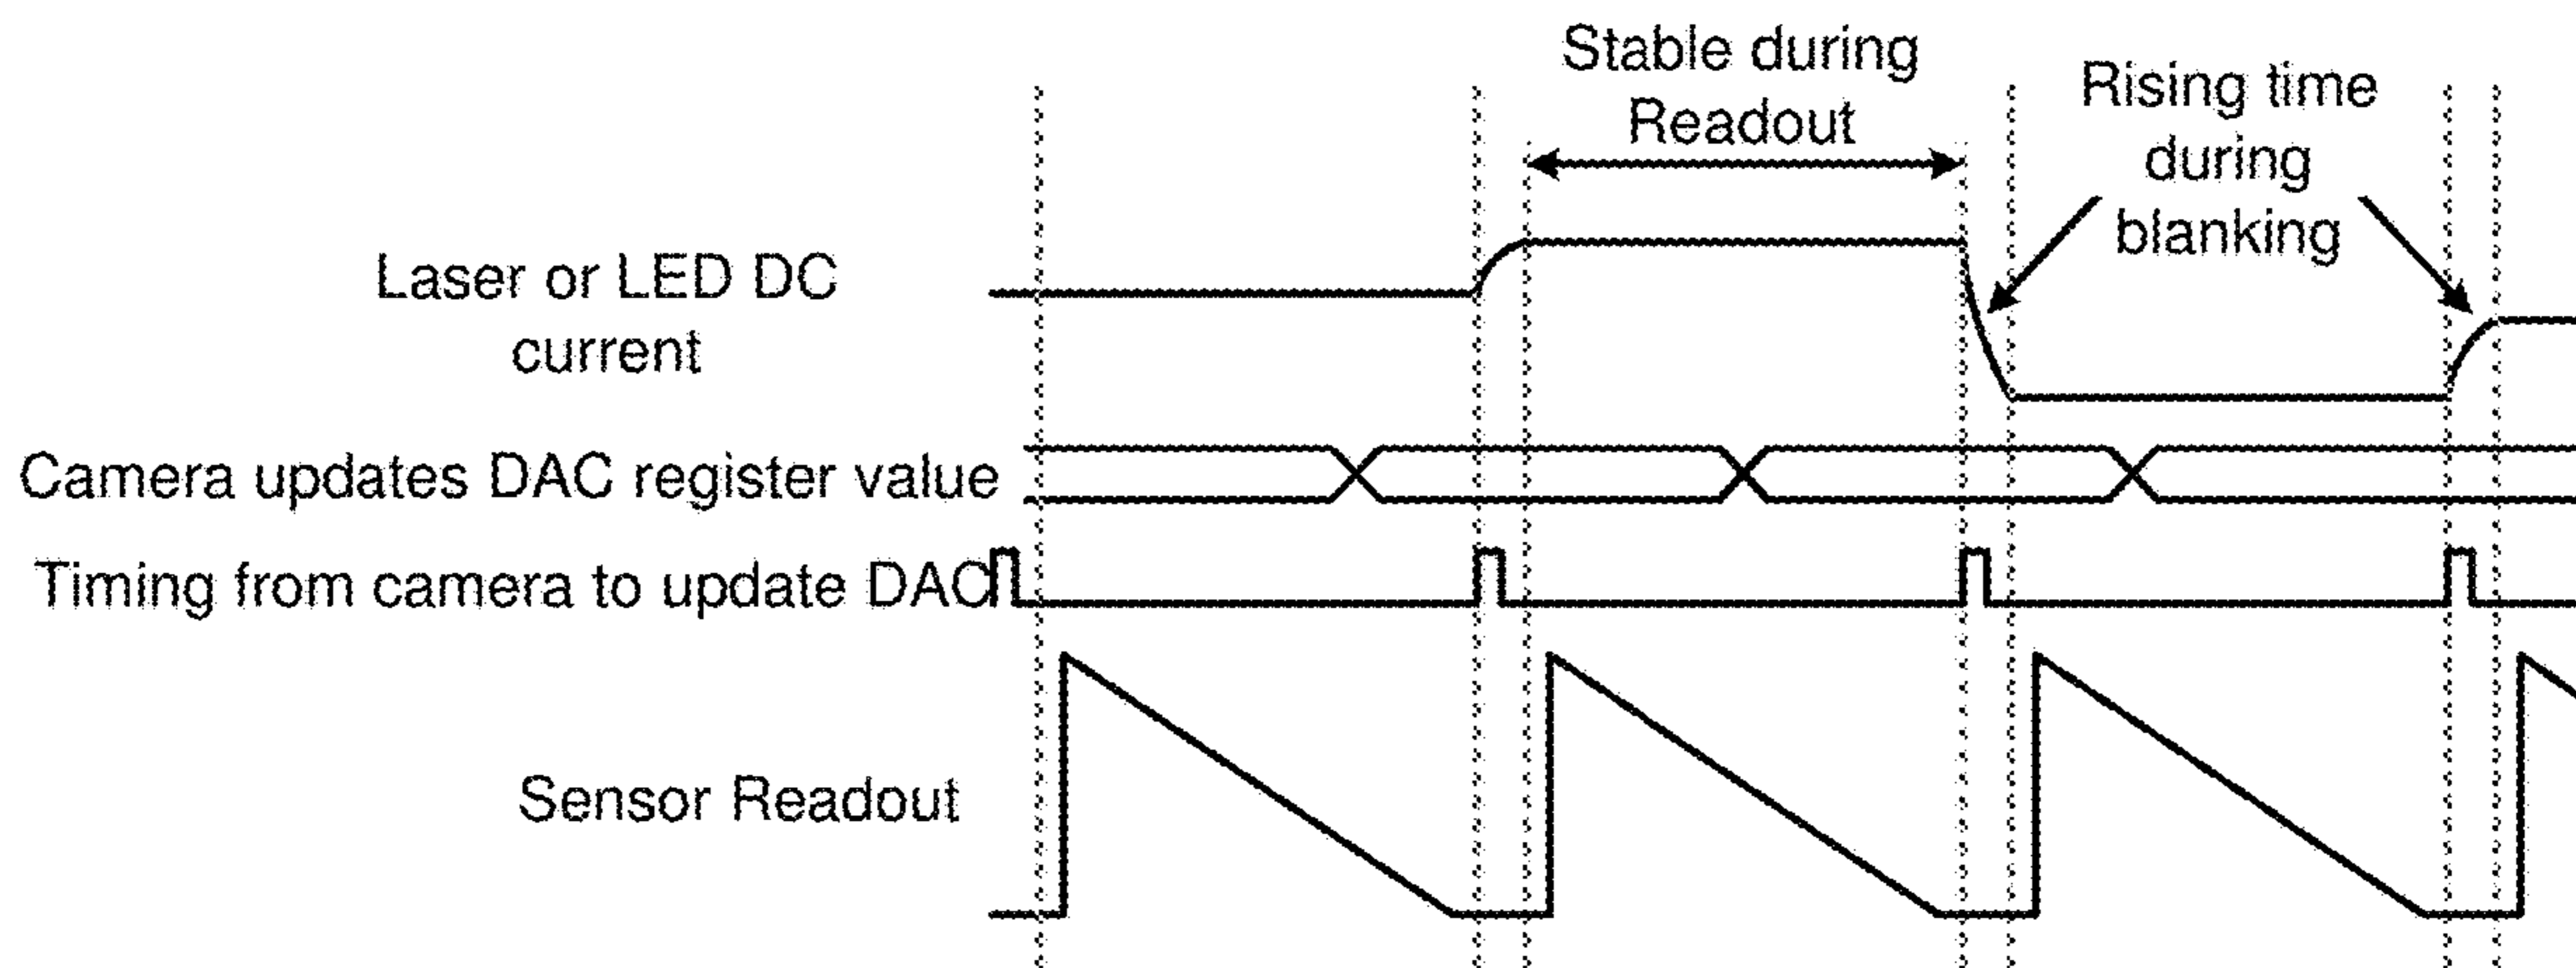 Stable during
Readout
Rising time
during
blanking
Laser or LED DC
current
Camera updates DAC register value
Timing from camera to update DAC
Sensor Readout